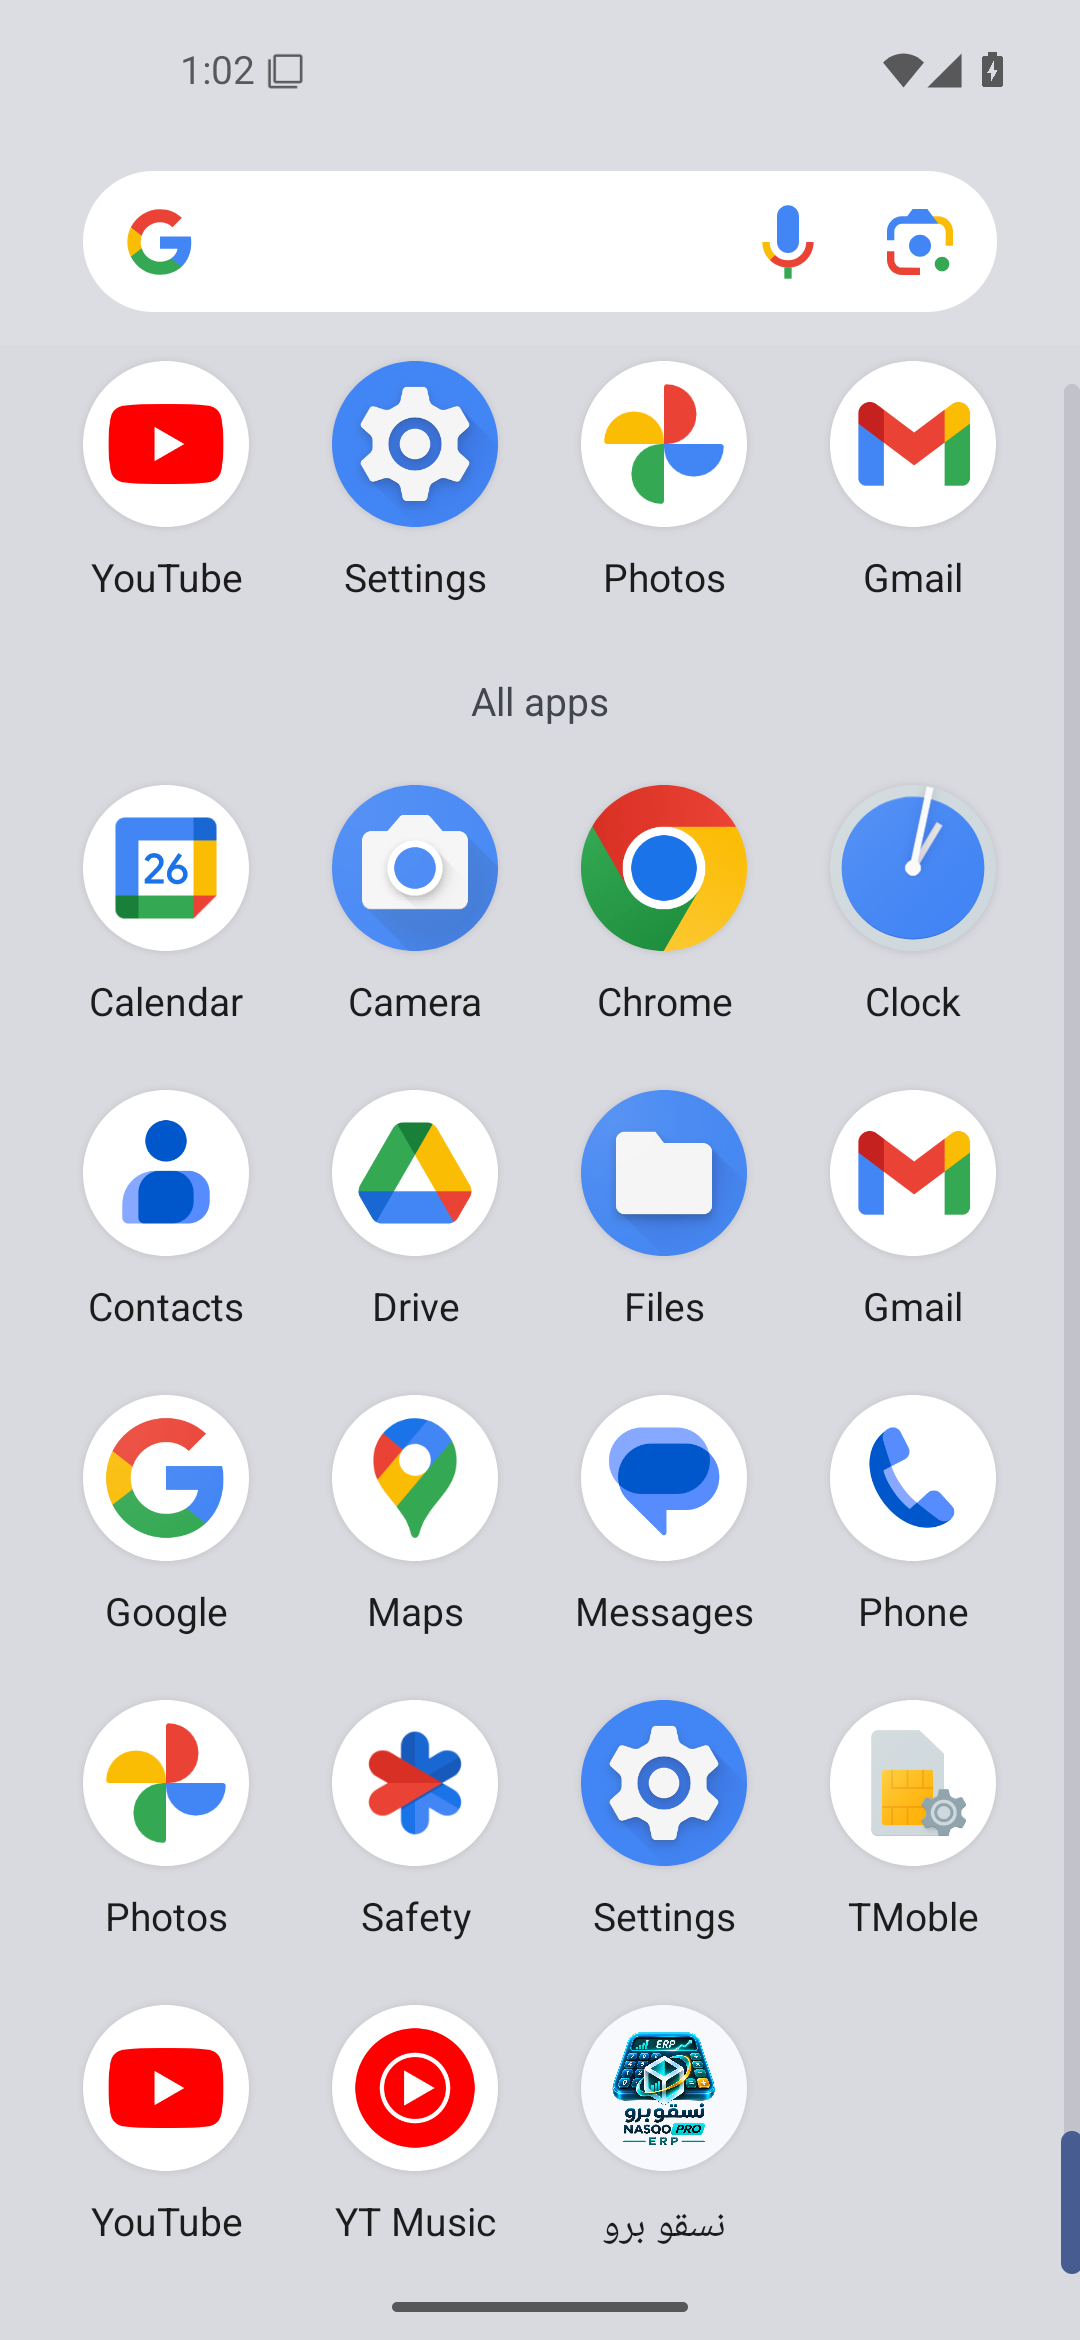 1:02
YouTube Settings Photos Gmail
All apps
26
Calendar Camera Chrome Clock
Contacts Drive Files Gmail
Google Maps Messages Phone
Photos Safety Settings TMoble
ERP
نسقو برو
NASQO PRO
ERP
YouTube YT Music نسقو برو